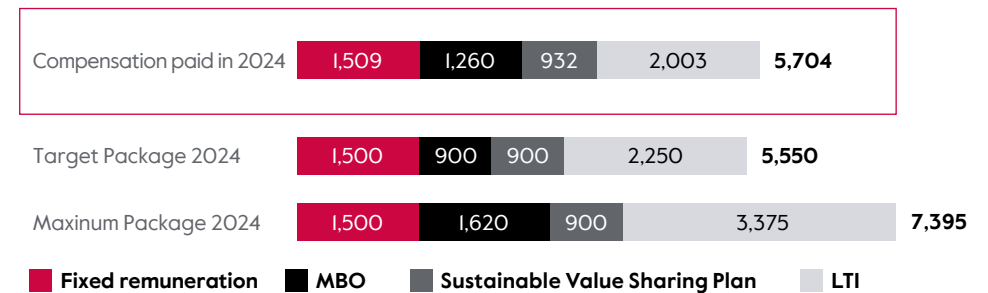 Compensation paid in 2024 1,509 1,260 932 2,003 5,704
Target Package 2024 1,500 900 900 2,250 5,550
Maxinum Package 2024 1,500 1,620 900 3,375 7,395
Fixed remuneration MBO Sustainable Value Sharing Plan LTI